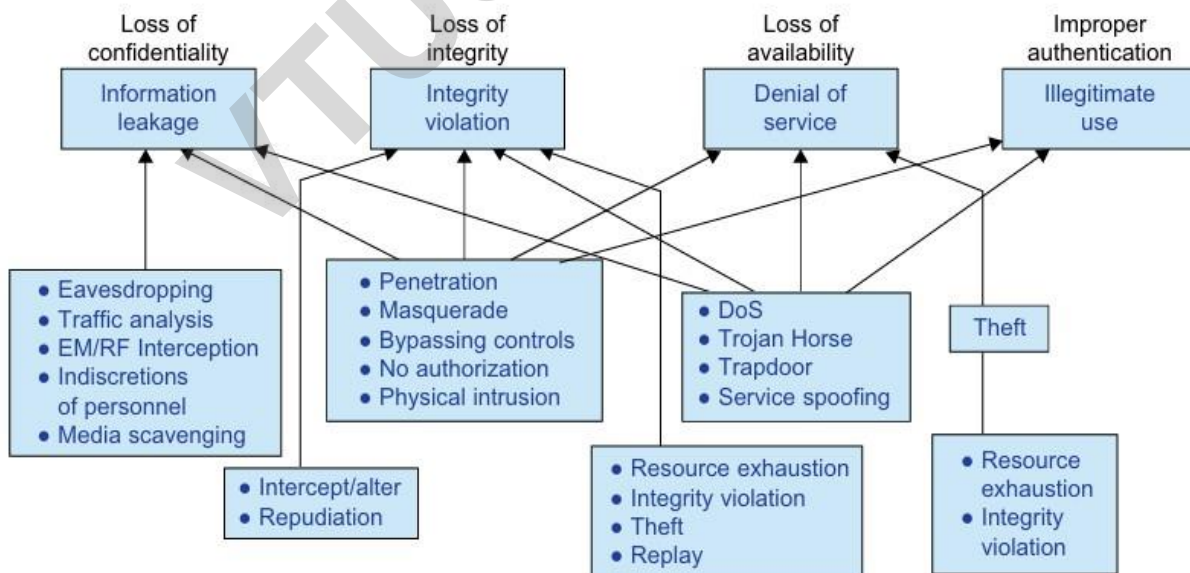 Loss of
confidentiality
Loss of
integrity
Loss of
availability
Improper
authentication
Information
leakage
Integrity
violation
Denial of
service
Illegitimate
use
● Eavesdropping
● Traffic analysis
● EM/RF Interception
● Indiscretions
of personnel
● Media scavenging
● Penetration
● Masquerade
● Bypassing controls
● No authorization
● Physical intrusion
● DoS
● Trojan Horse
● Trapdoor
● Service spoofing
Theft
● Intercept/alter
● Repudiation
● Resource exhaustion
● Integrity violation
● Theft
● Replay
● Resource
exhaustion
● Integrity
violation
VTU